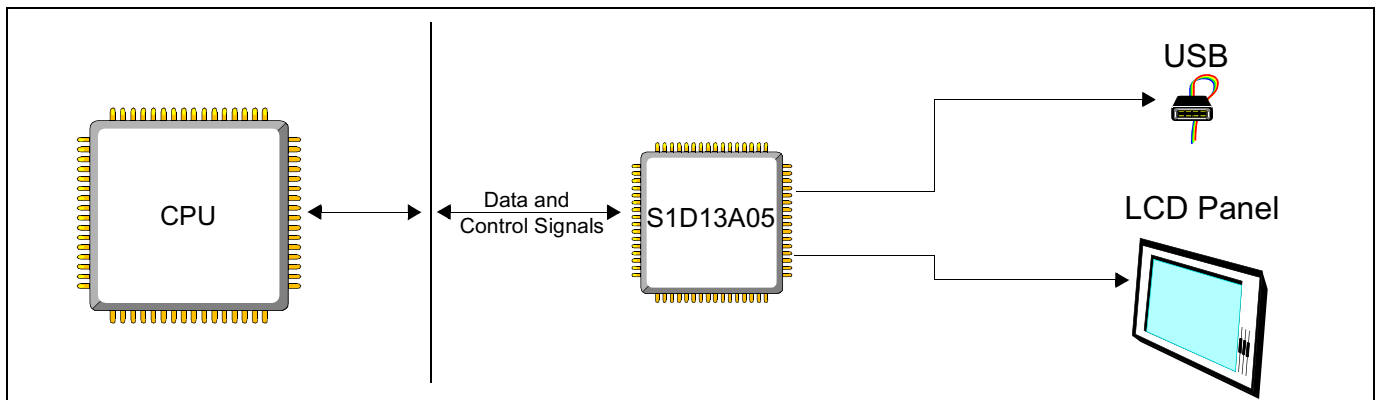 USB
CPU
Data and
Control Signals
S1D13A05
LCD Panel